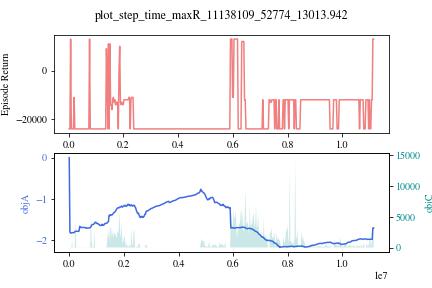 plot_step_time_maxR_11138109_52774_13013.942
Episode Return
0
−20000
0.0 0.2 0.4 0.6 0.8 1.0
objA
0
−1
−2
15000
10000
5000
0
objC
0.0 0.2 0.4 0.6 0.8 1.0
1e7